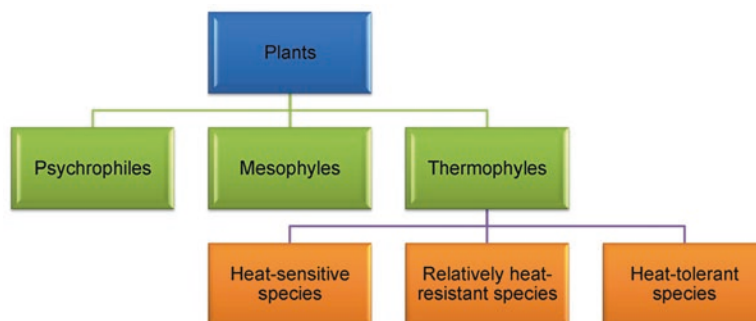 Plants
Psychrophiles
Mesophyles
Thermophyles
Heat-sensitive
species
Relatively heat-
resistant species
Heat-tolerant
species